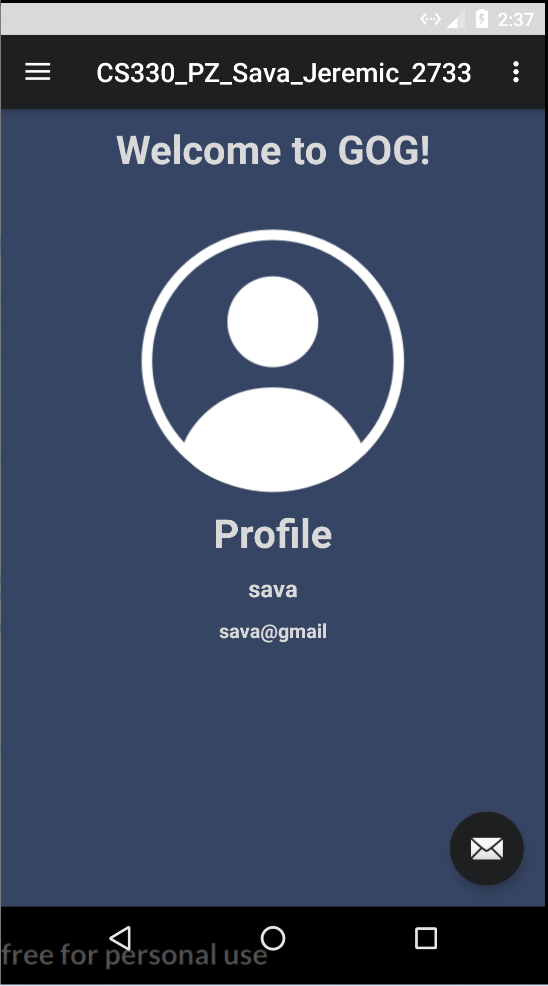 2:37
CS330_PZ_Sava_Jeremic_2733
Welcome to GOG!
Profile
sava
sava@gmail
free for personal use